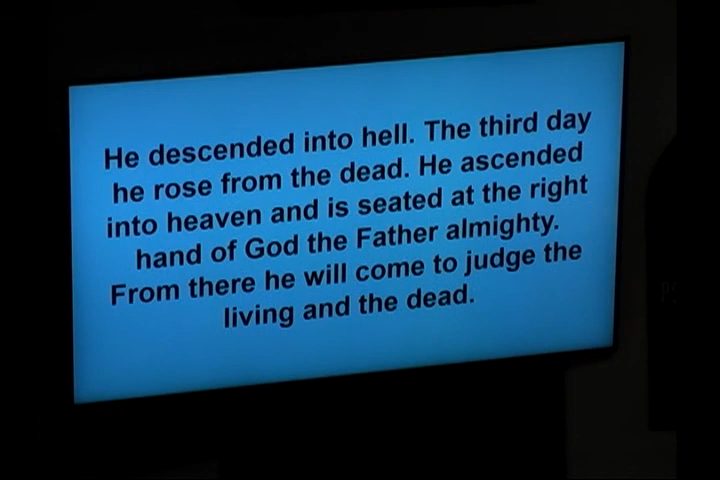 He descended into hell. The third day
he rose from the dead. He ascended
into heaven and is seated at the right
hand of God the Father almighty.
From there he will come to judge the
living and the dead.